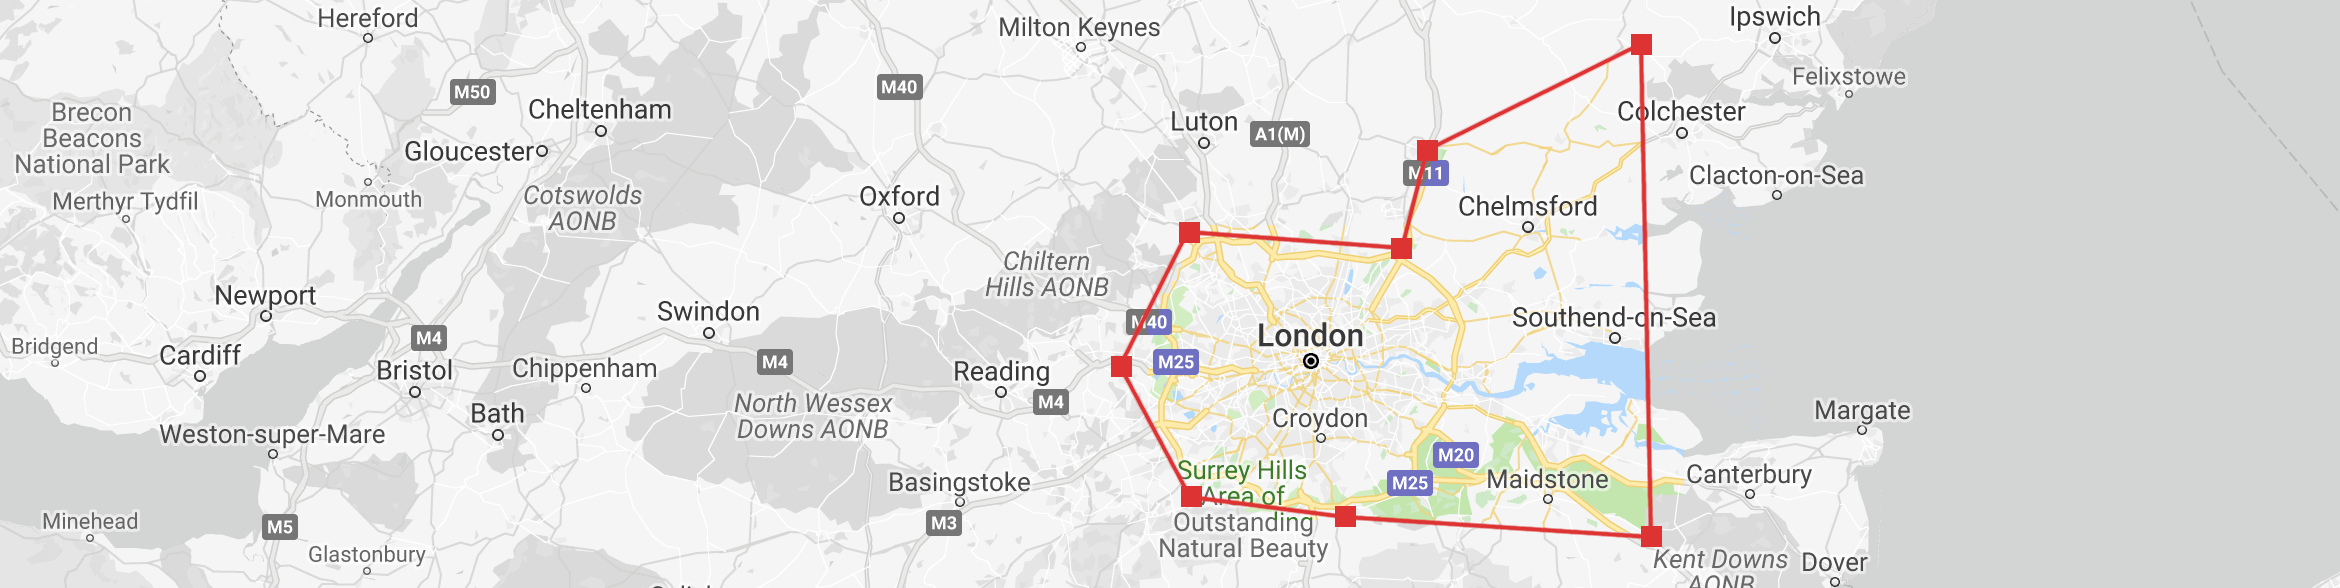 Hereford
Milton Keynes
Ipswich
Felixstowe
M50
M40
Cheltenham
Colchester
Brecon
Beacons
National Park
Luton
A1(M)
Gloucester
M11
Clacton-on-Sea
Merthyr Tydfil
Monmouth
Cotswolds
AONB
Oxford
Chelmsford
Chiltern
Hills AONB
Newport
Swindon
M40
Southend-on-Sea
London
M4
Bridgend
Cardiff
Bristol
Chippenham
M4
Reading
M25
M4
North Wessex
Downs AONB
Bath
Croydon
Margate
Weston-super-Mare
M20
Surrey Hills
Area of
Outstanding
Natural Beauty
M25
Maidstone
Canterbury
Basingstoke
M3
Minehead
M5
Glastonbury
Kent Downs
AONB
Dover